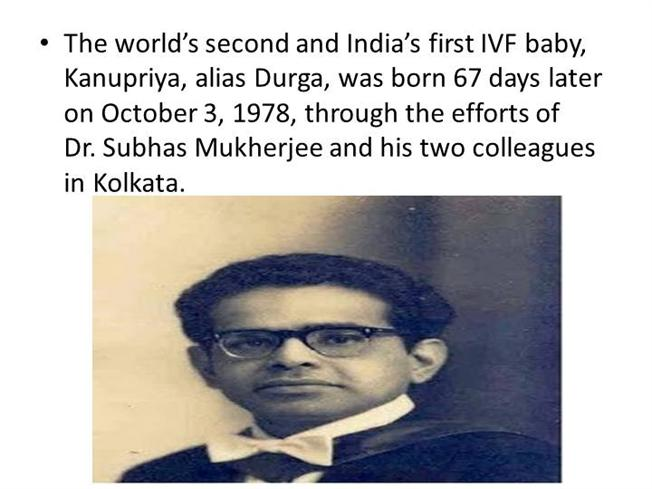 • The world’s second and India’s first IVF baby,
Kanupriya, alias Durga, was born 67 days later
on October 3, 1978, through the efforts of
Dr. Subhas Mukherjee and his two colleagues
in Kolkata.